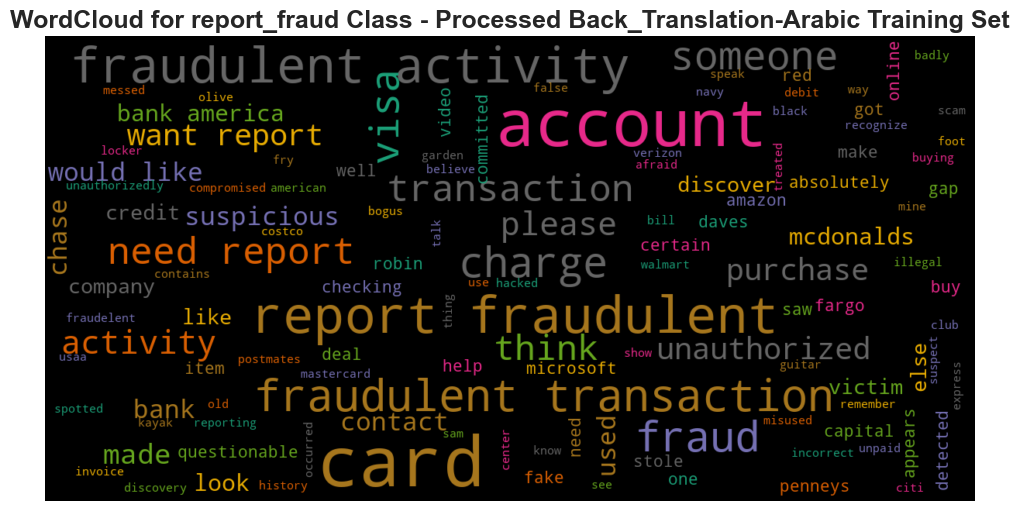 WordCloud for report_fraud Class - Processed Back_Translation-Arabic Training Set
fraudulent activity
someone
online
badly
speak
red
messed
olive
false
navy
debit
way
visa
video
committed
bank america
want report
account
black
got
scam
recognize
locker
fry
garden
verizon
afraid
treated
make
foot
buying
would like
well
believe
unauthorizedly
compromised
american
transaction
discover
absolutely
gap
amazon
mine
chase
credit
suspicious
bogus
costco
talk
please
bill
daves
certain
mcdonalds
need report
robin
charge
walmart
purchase
illegal
contains
company
checking
use
hacked
buy
fraudelent
like
report fraudulent
thing
saw
fargo
club
activity
usaa
postmates
deal
think
unauthorized
else
suspect
item
mastercard
help
microsoft
show
guitar
express
spotted
bank
old
kayak
reporting
fraudulent transaction
victim
remember
contact
sam
need
used
misused
capital
appears
detected
made
questionable
occurred
card
center
know
fraud
stole
incorrect
unpaid
invoice
discovery
look
history
fake
see
one
penneys
citi